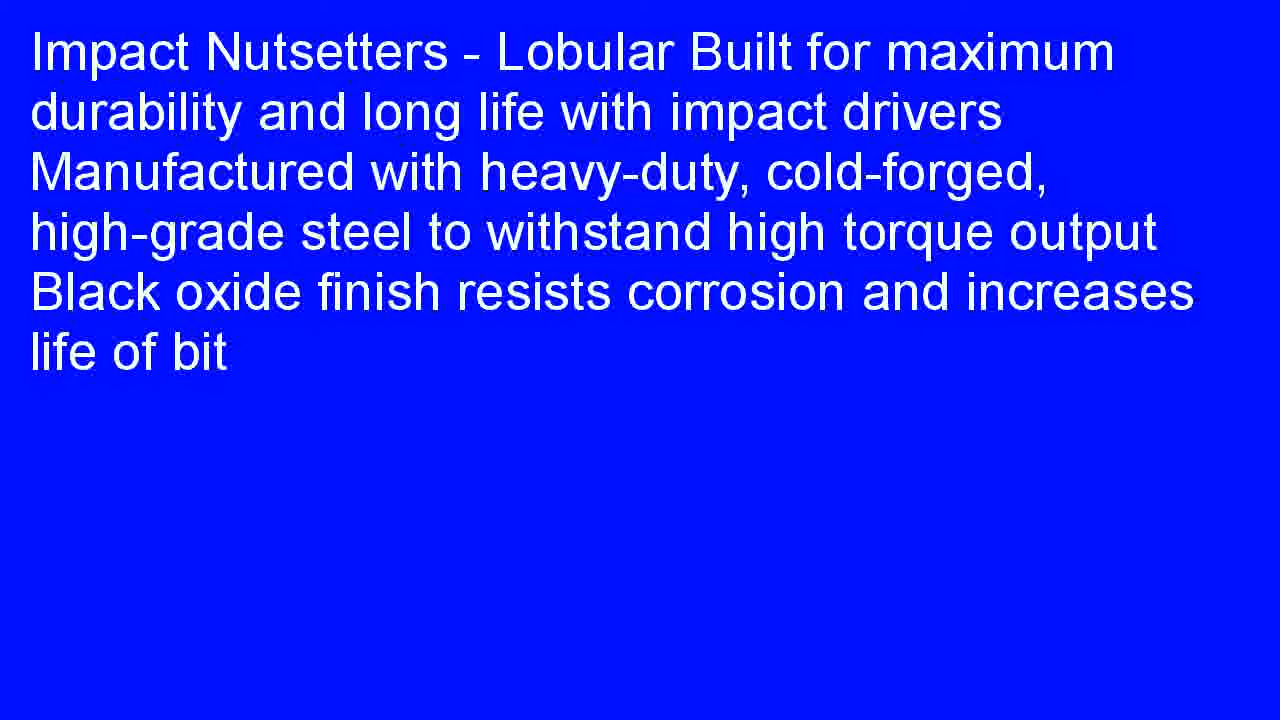 Impact Nutsetters - Lobular Built for maximum
durability and long life with impact drivers
Manufactured with heavy-duty, cold-forged,
high-grade steel to withstand high torque output
Black oxide finish resists corrosion and increases
life of bit